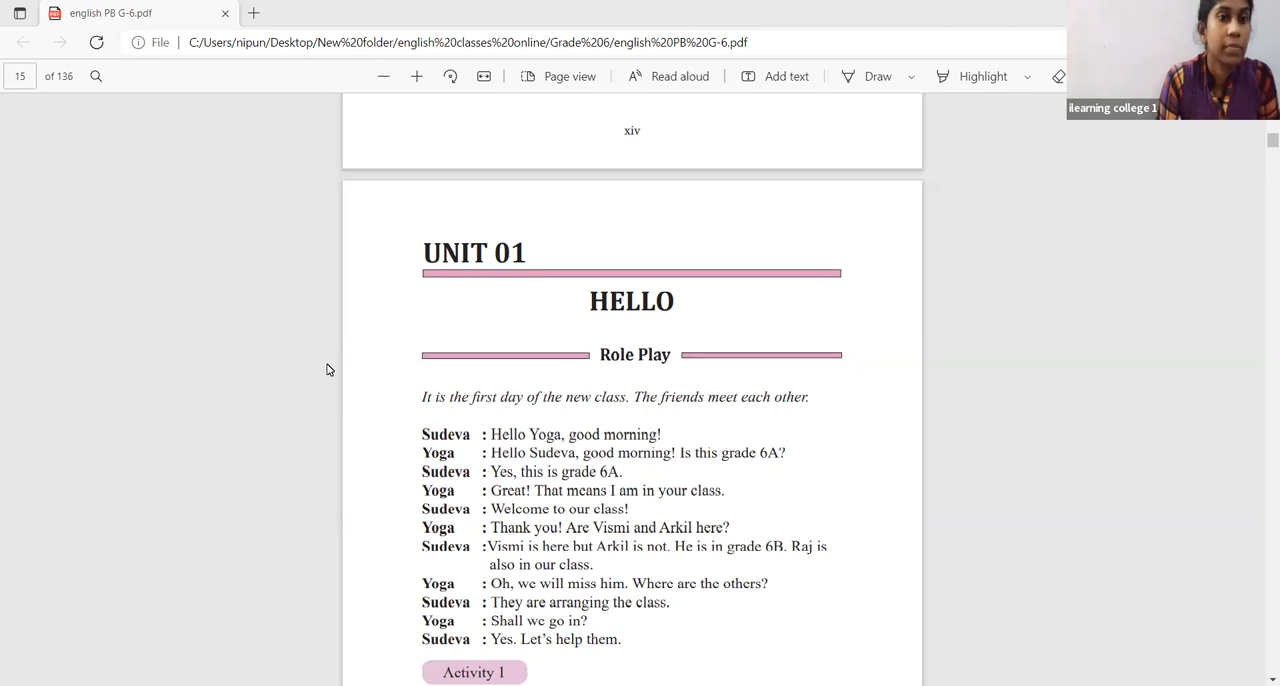 english PB G-6.pdf
File | C:/Users/nipun/Desktop/New%20folder/english%20classes%20online/Grade%206/english%20PB%20G-6.pdf
15 of 136 Page view Read aloud Add text Draw Highlight
ilearning college 1
xiv
UNIT 01
HELLO
Role Play
It is the first day of the new class. The friends meet each other.
Sudeva : Hello Yoga, good morning!
Yoga : Hello Sudeva, good morning! Is this grade 6A?
Sudeva : Yes, this is grade 6A.
Yoga : Great! That means I am in your class.
Sudeva : Welcome to our class!
Yoga : Thank you! Are Vismi and Arkil here?
Sudeva :Vismi is here but Arkil is not. He is in grade 6B. Raj is
also in our class.
Yoga : Oh, we will miss him. Where are the others?
Sudeva : They are arranging the class.
Yoga : Shall we go in?
Sudeva : Yes. Let's help them.
Activity 1